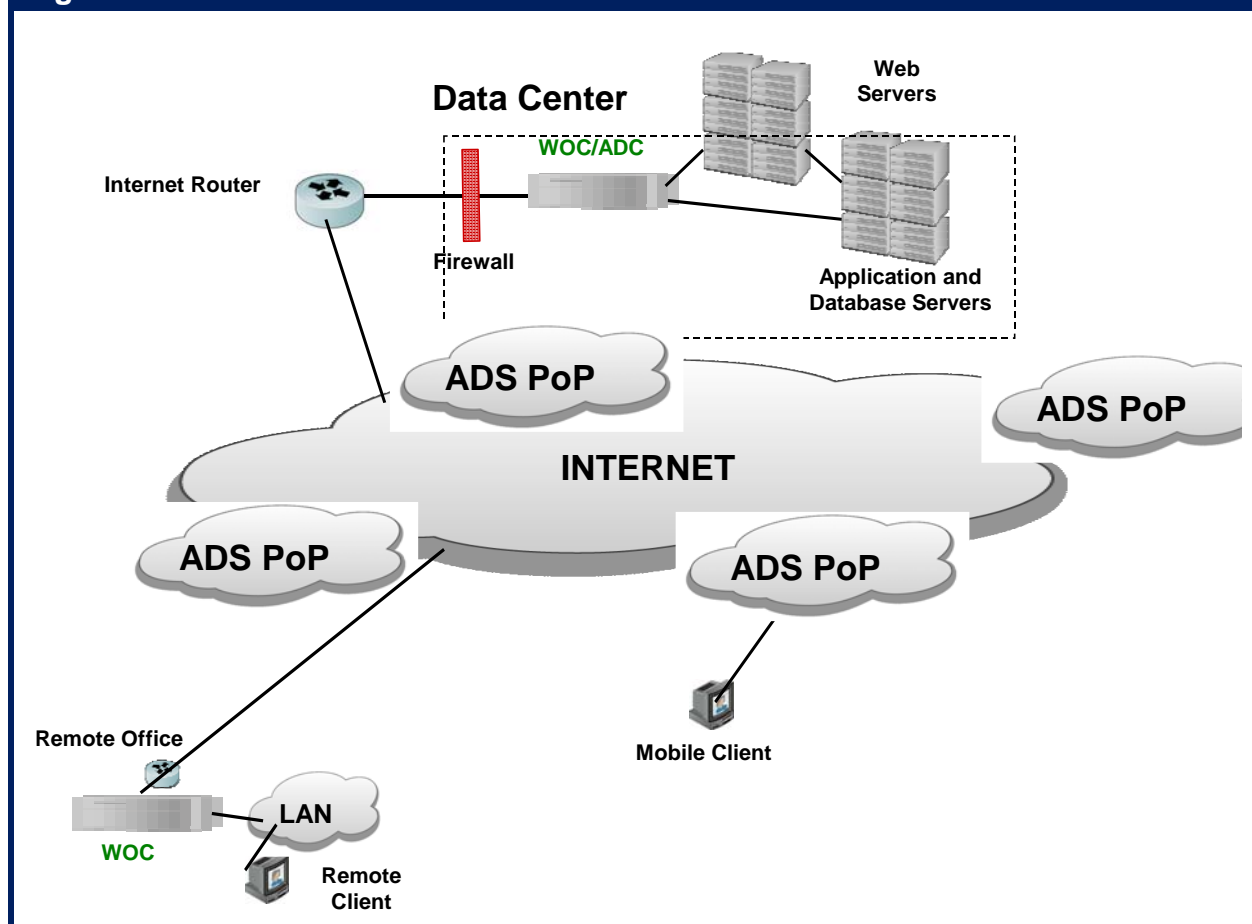 Web
Servers
Data Center
WOC/ADC
Internet Router
Firewall
Application and
Database Servers
ADS PoP
ADS PoP
INTERNET
ADS PoP
ADS PoP
Remote Office
Mobile Client
LAN
WOC
Remote
Client